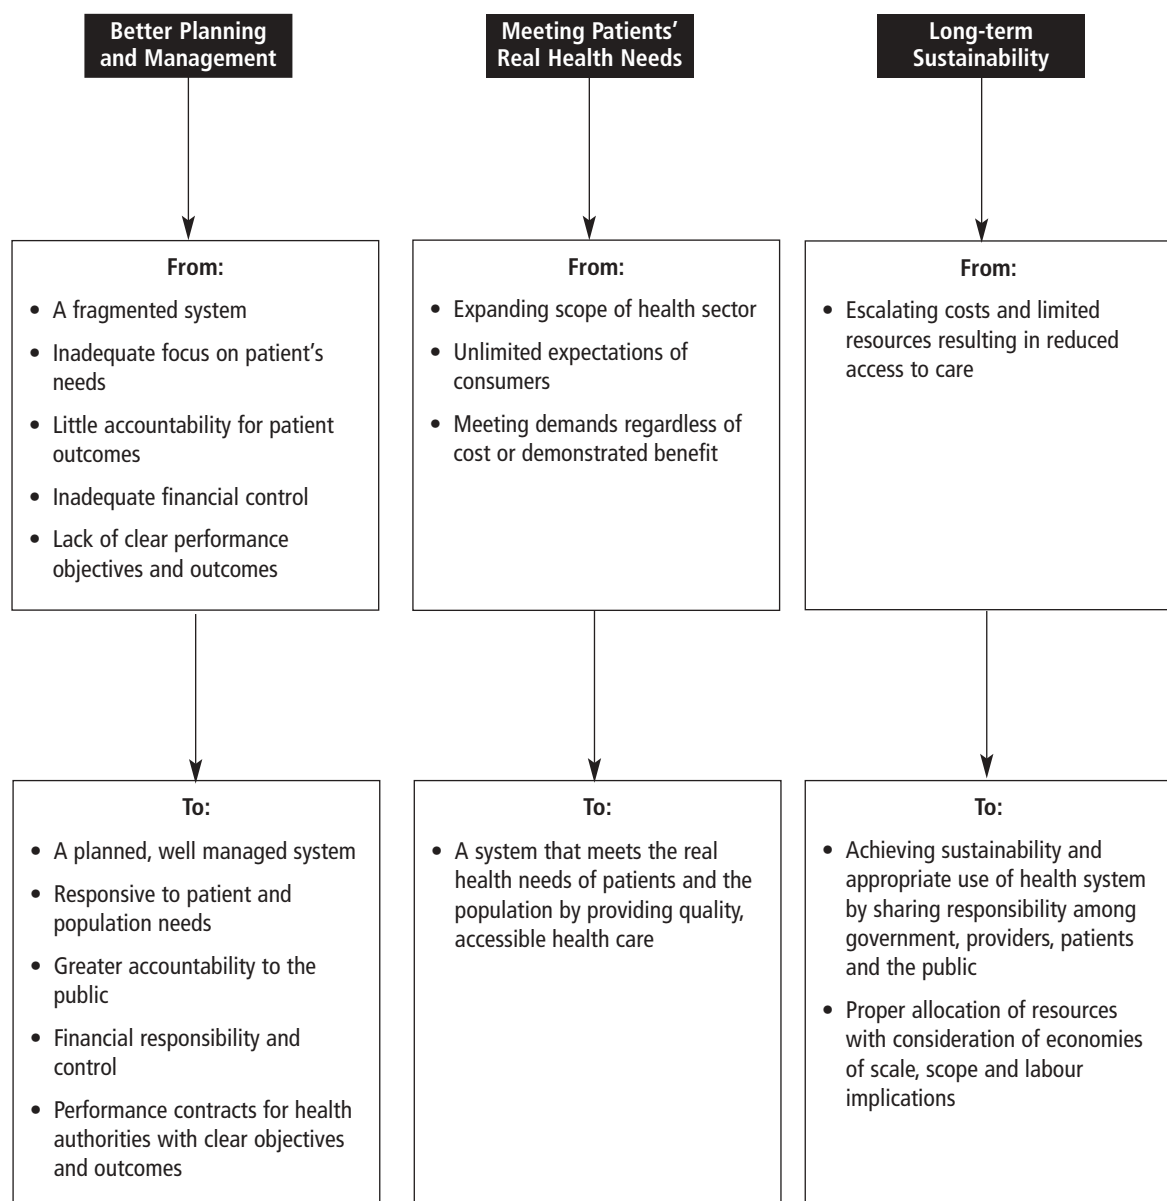 Better Planning
and Management
Meeting Patients'
Real Health Needs
Long-term
Sustainability
From:
• A fragmented system
• Inadequate focus on patient's
needs
• Little accountability for patient
outcomes
• Inadequate financial control
• Lack of clear performance
objectives and outcomes
From:
• Expanding scope of health sector
• Unlimited expectations of
consumers
• Meeting demands regardless of
cost or demonstrated benefit
From:
• Escalating costs and limited
resources resulting in reduced
access to care
To:
• A planned, well managed system
• Responsive to patient and
population needs
• Greater accountability to the
public
• Financial responsibility and
control
• Performance contracts for health
authorities with clear objectives
and outcomes
To:
• A system that meets the real
health needs of patients and the
population by providing quality,
accessible health care
To:
• Achieving sustainability and
appropriate use of health system
by sharing responsibility among
government, providers, patients
and the public
• Proper allocation of resources
with consideration of economies
of scale, scope and labour
implications